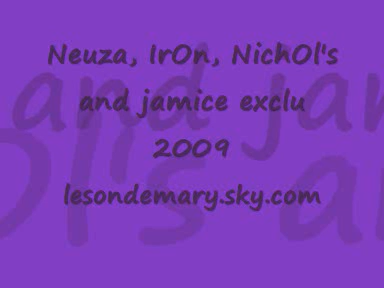 Neuza, IrOn, NichOl's
and jamice exclu
2009
lesondemary.sky.com